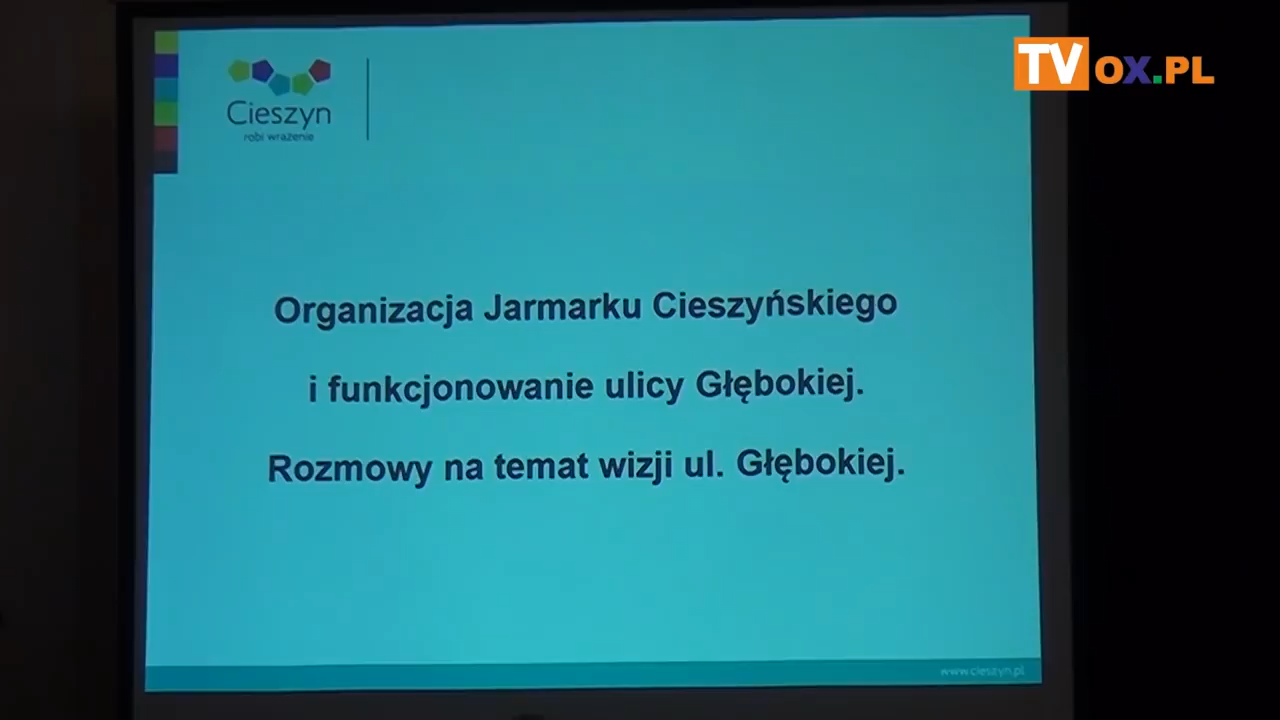 TVOX.PL
Cieszyn
robi wrażenie
Organizacja Jarmarku Cieszyńskiego
i funkcjonowanie ulicy Głębokiej.
Rozmowy na temat wizji ul. Głębokiej.
www.cieszyn.pl